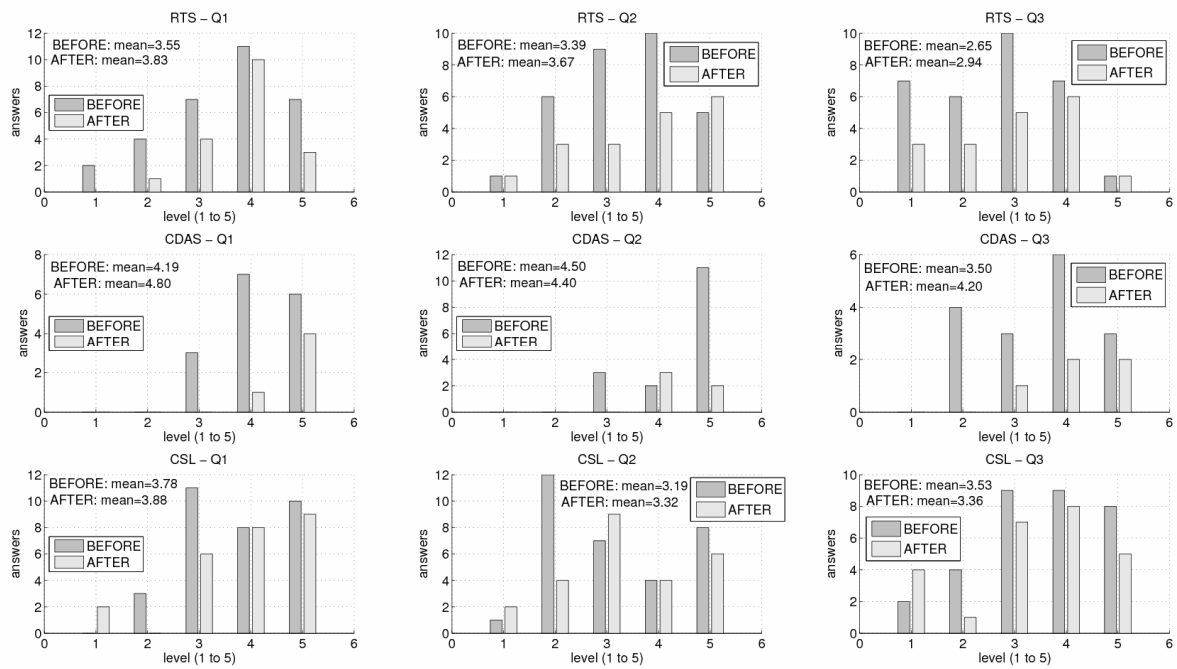 RTS − Q1
12
10
8
6
4
2
0
BEFORE: mean=3.55
AFTER: mean=3.83
BEFORE
AFTER
answers
0 1 2 3 4 5 6
level (1 to 5)
RTS − Q2
10
8
6
4
2
0
BEFORE: mean=3.39
AFTER: mean=3.67
BEFORE
AFTER
answers
0 1 2 3 4 5 6
level (1 to 5)
RTS − Q3
10
8
6
4
2
0
BEFORE: mean=2.65
AFTER: mean=2.94
BEFORE
AFTER
answers
0 1 2 3 4 5 6
level (1 to 5)
CDAS − Q1
8
6
4
2
0
BEFORE: mean=4.19
AFTER: mean=4.80
BEFORE
AFTER
answers
0 1 2 3 4 5 6
level (1 to 5)
CDAS − Q2
12
10
8
6
4
2
0
BEFORE: mean=4.50
AFTER: mean=4.40
BEFORE
AFTER
answers
0 1 2 3 4 5 6
level (1 to 5)
CDAS − Q3
6
4
2
0
BEFORE: mean=3.50
AFTER: mean=4.20
BEFORE
AFTER
answers
0 1 2 3 4 5 6
level (1 to 5)
CSL − Q1
12
10
8
6
4
2
0
BEFORE: mean=3.78
AFTER: mean=3.88
BEFORE
AFTER
answers
0 1 2 3 4 5 6
level (1 to 5)
CSL − Q2
12
10
8
6
4
2
0
BEFORE: mean=3.19
AFTER: mean=3.32
BEFORE
AFTER
answers
0 1 2 3 4 5 6
level (1 to 5)
CSL − Q3
10
8
6
4
2
0
BEFORE: mean=3.53
AFTER: mean=3.36
BEFORE
AFTER
answers
0 1 2 3 4 5 6
level (1 to 5)